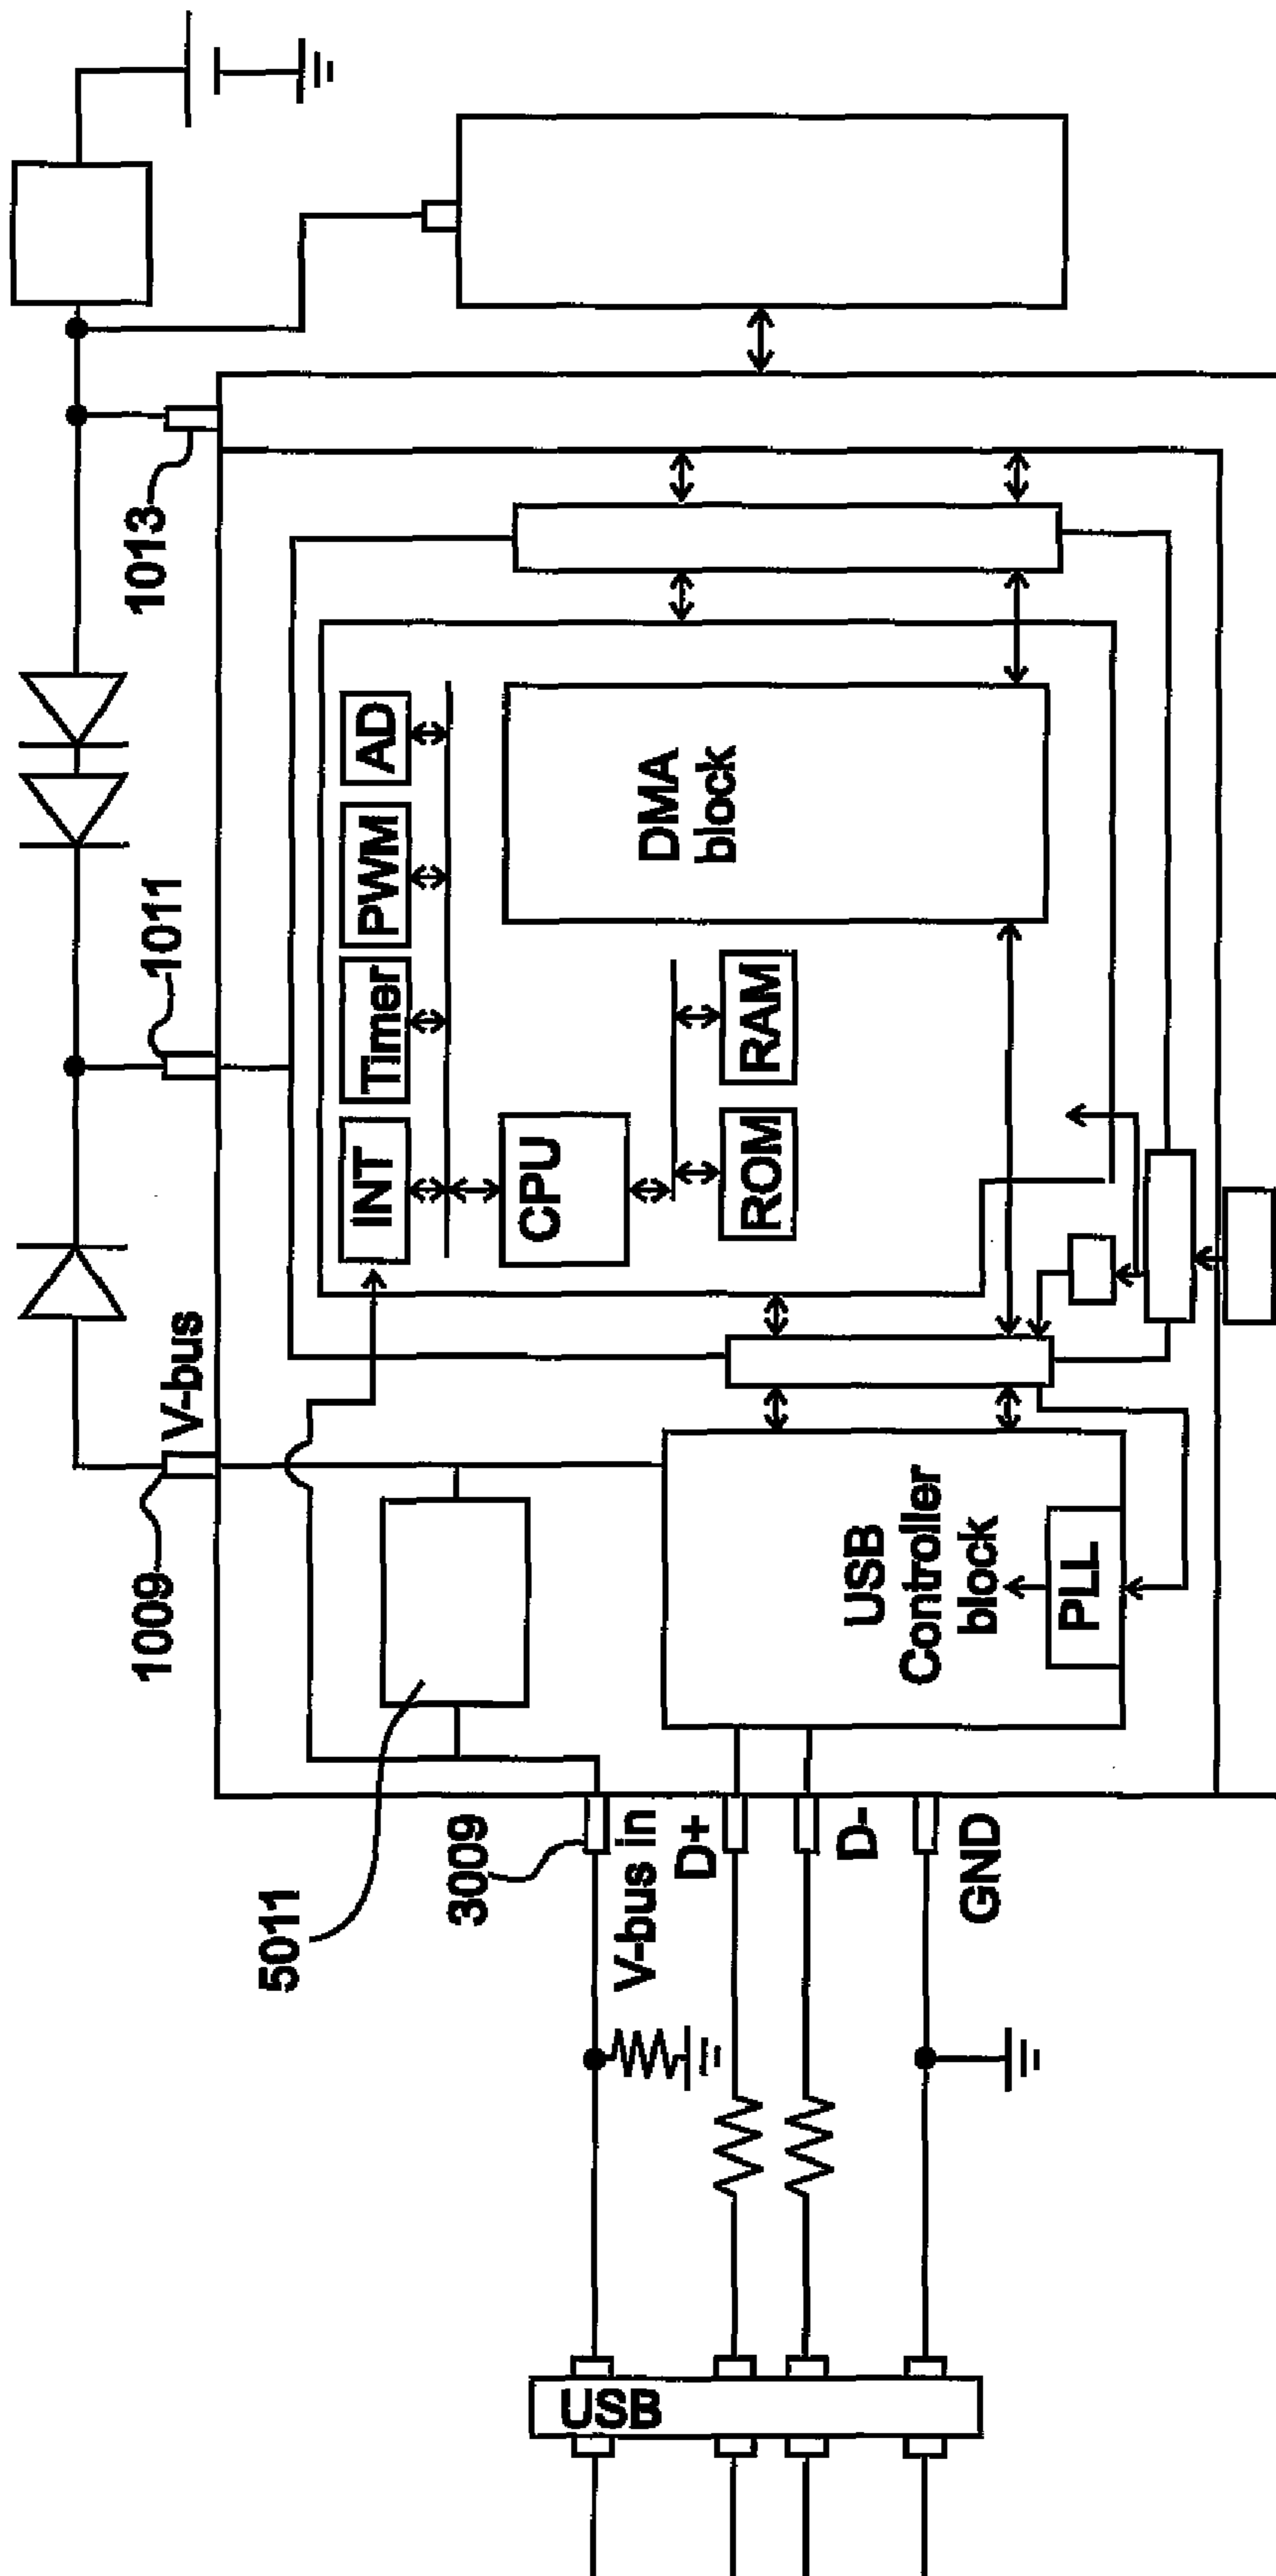 1009
V-bus
1011
1013
5011
INT
Timer
PWM
AD
CPU
ROM
RAM
DMA
block
3009
V-bus in
D+
D-
GND
USB
Controller
block
PLL
USB